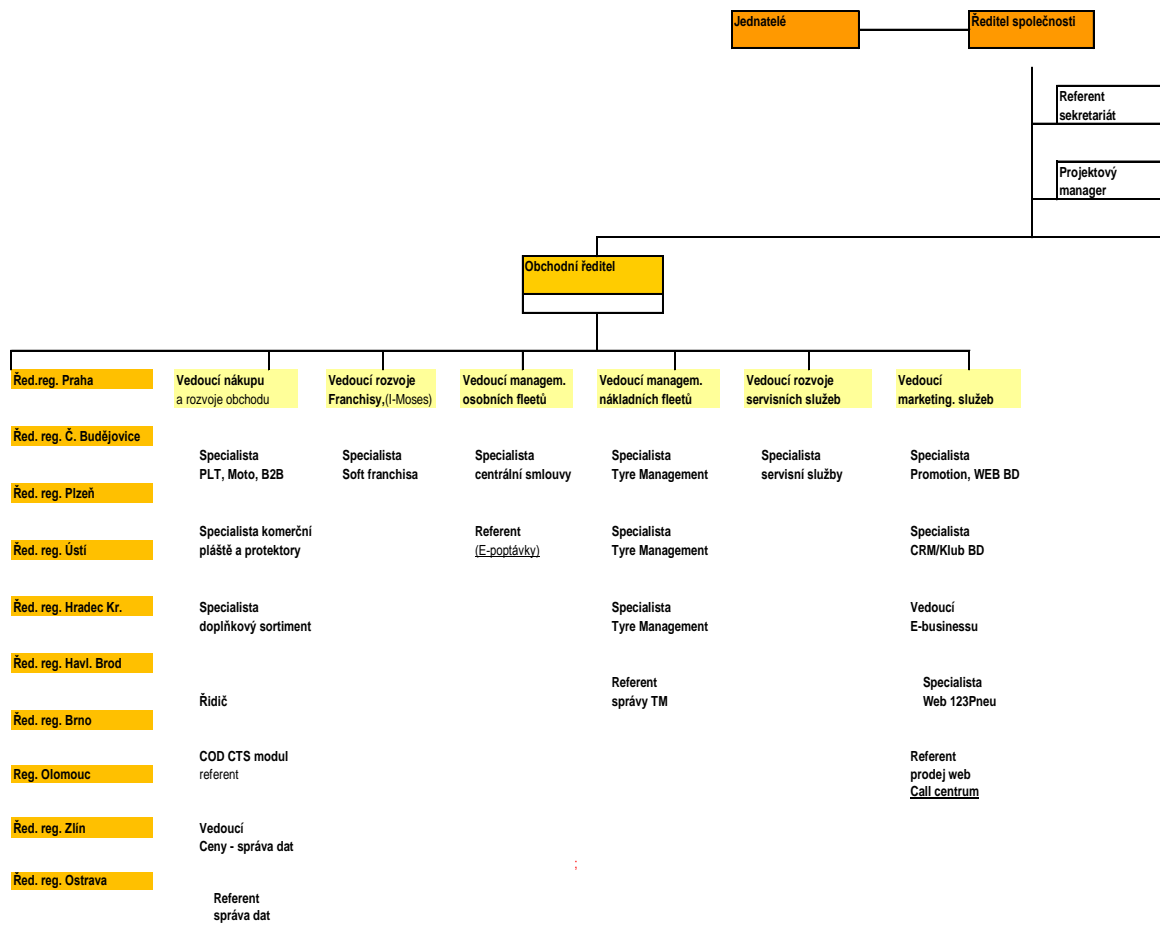 Jednatelé
Ředitel společnosti
Referent
sekretariát
Projektový
manager
Obchodní ředitel
Řed.reg. Praha
Řed. reg. Č. Budějovice
Řed. reg. Plzeň
Řed. reg. Ústí
Řed. reg. Hradec Kr.
Řed. reg. Havl. Brod
Řed. reg. Brno
Reg. Olomouc
Řed. reg. Zlín
Řed. reg. Ostrava
Vedoucí nákupu
a rozvoje obchodu
Specialista
PLT, Moto, B2B
Specialista komerční
pláště a protektory
Specialista
doplňkový sortiment
Řidič
COD CTS modul
referent
Vedoucí
Ceny - správa dat
Referent
správa dat
Vedoucí rozvoje
Franchisy,(I-Moses)
Specialista
Soft franchisa
Vedoucí managem.
osobních fleetů
Specialista
centrální smlouvy
Referent
(E-poptávky)
;
Vedoucí managem.
nákladních fleetů
Specialista
Tyre Management
Specialista
Tyre Management
Specialista
Tyre Management
Referent
správy TM
Vedoucí rozvoje
servisních služeb
Specialista
servisní služby
Vedoucí
marketing. služeb
Specialista
Promotion, WEB BD
Specialista
CRM/Klub BD
Vedoucí
E-businessu
Specialista
Web 123Pneu
Referent
prodej web
Call centrum